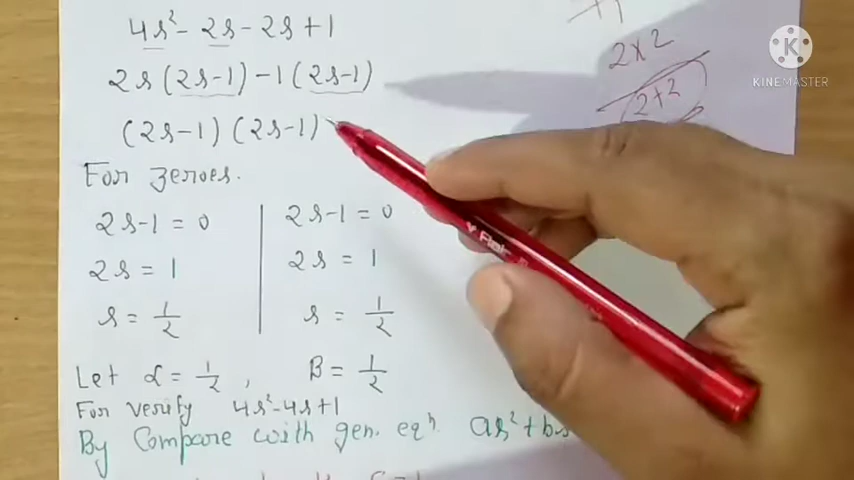 4s² - 2s - 2s + 1
2s (2s-1) -1 (2s-1)
(2s-1) (2s-1)
For zeroes.
2s-1 = 0
2s = 1
s = 1/2
2s-1 = 0
2s = 1
s = 1/2
Let α = 1/2 , β = 1/2
For verify 4s²-4s+1
By Compare with gen. eqⁿ as² + bs
2×2
2+2
K
KINEMASTER
Flair